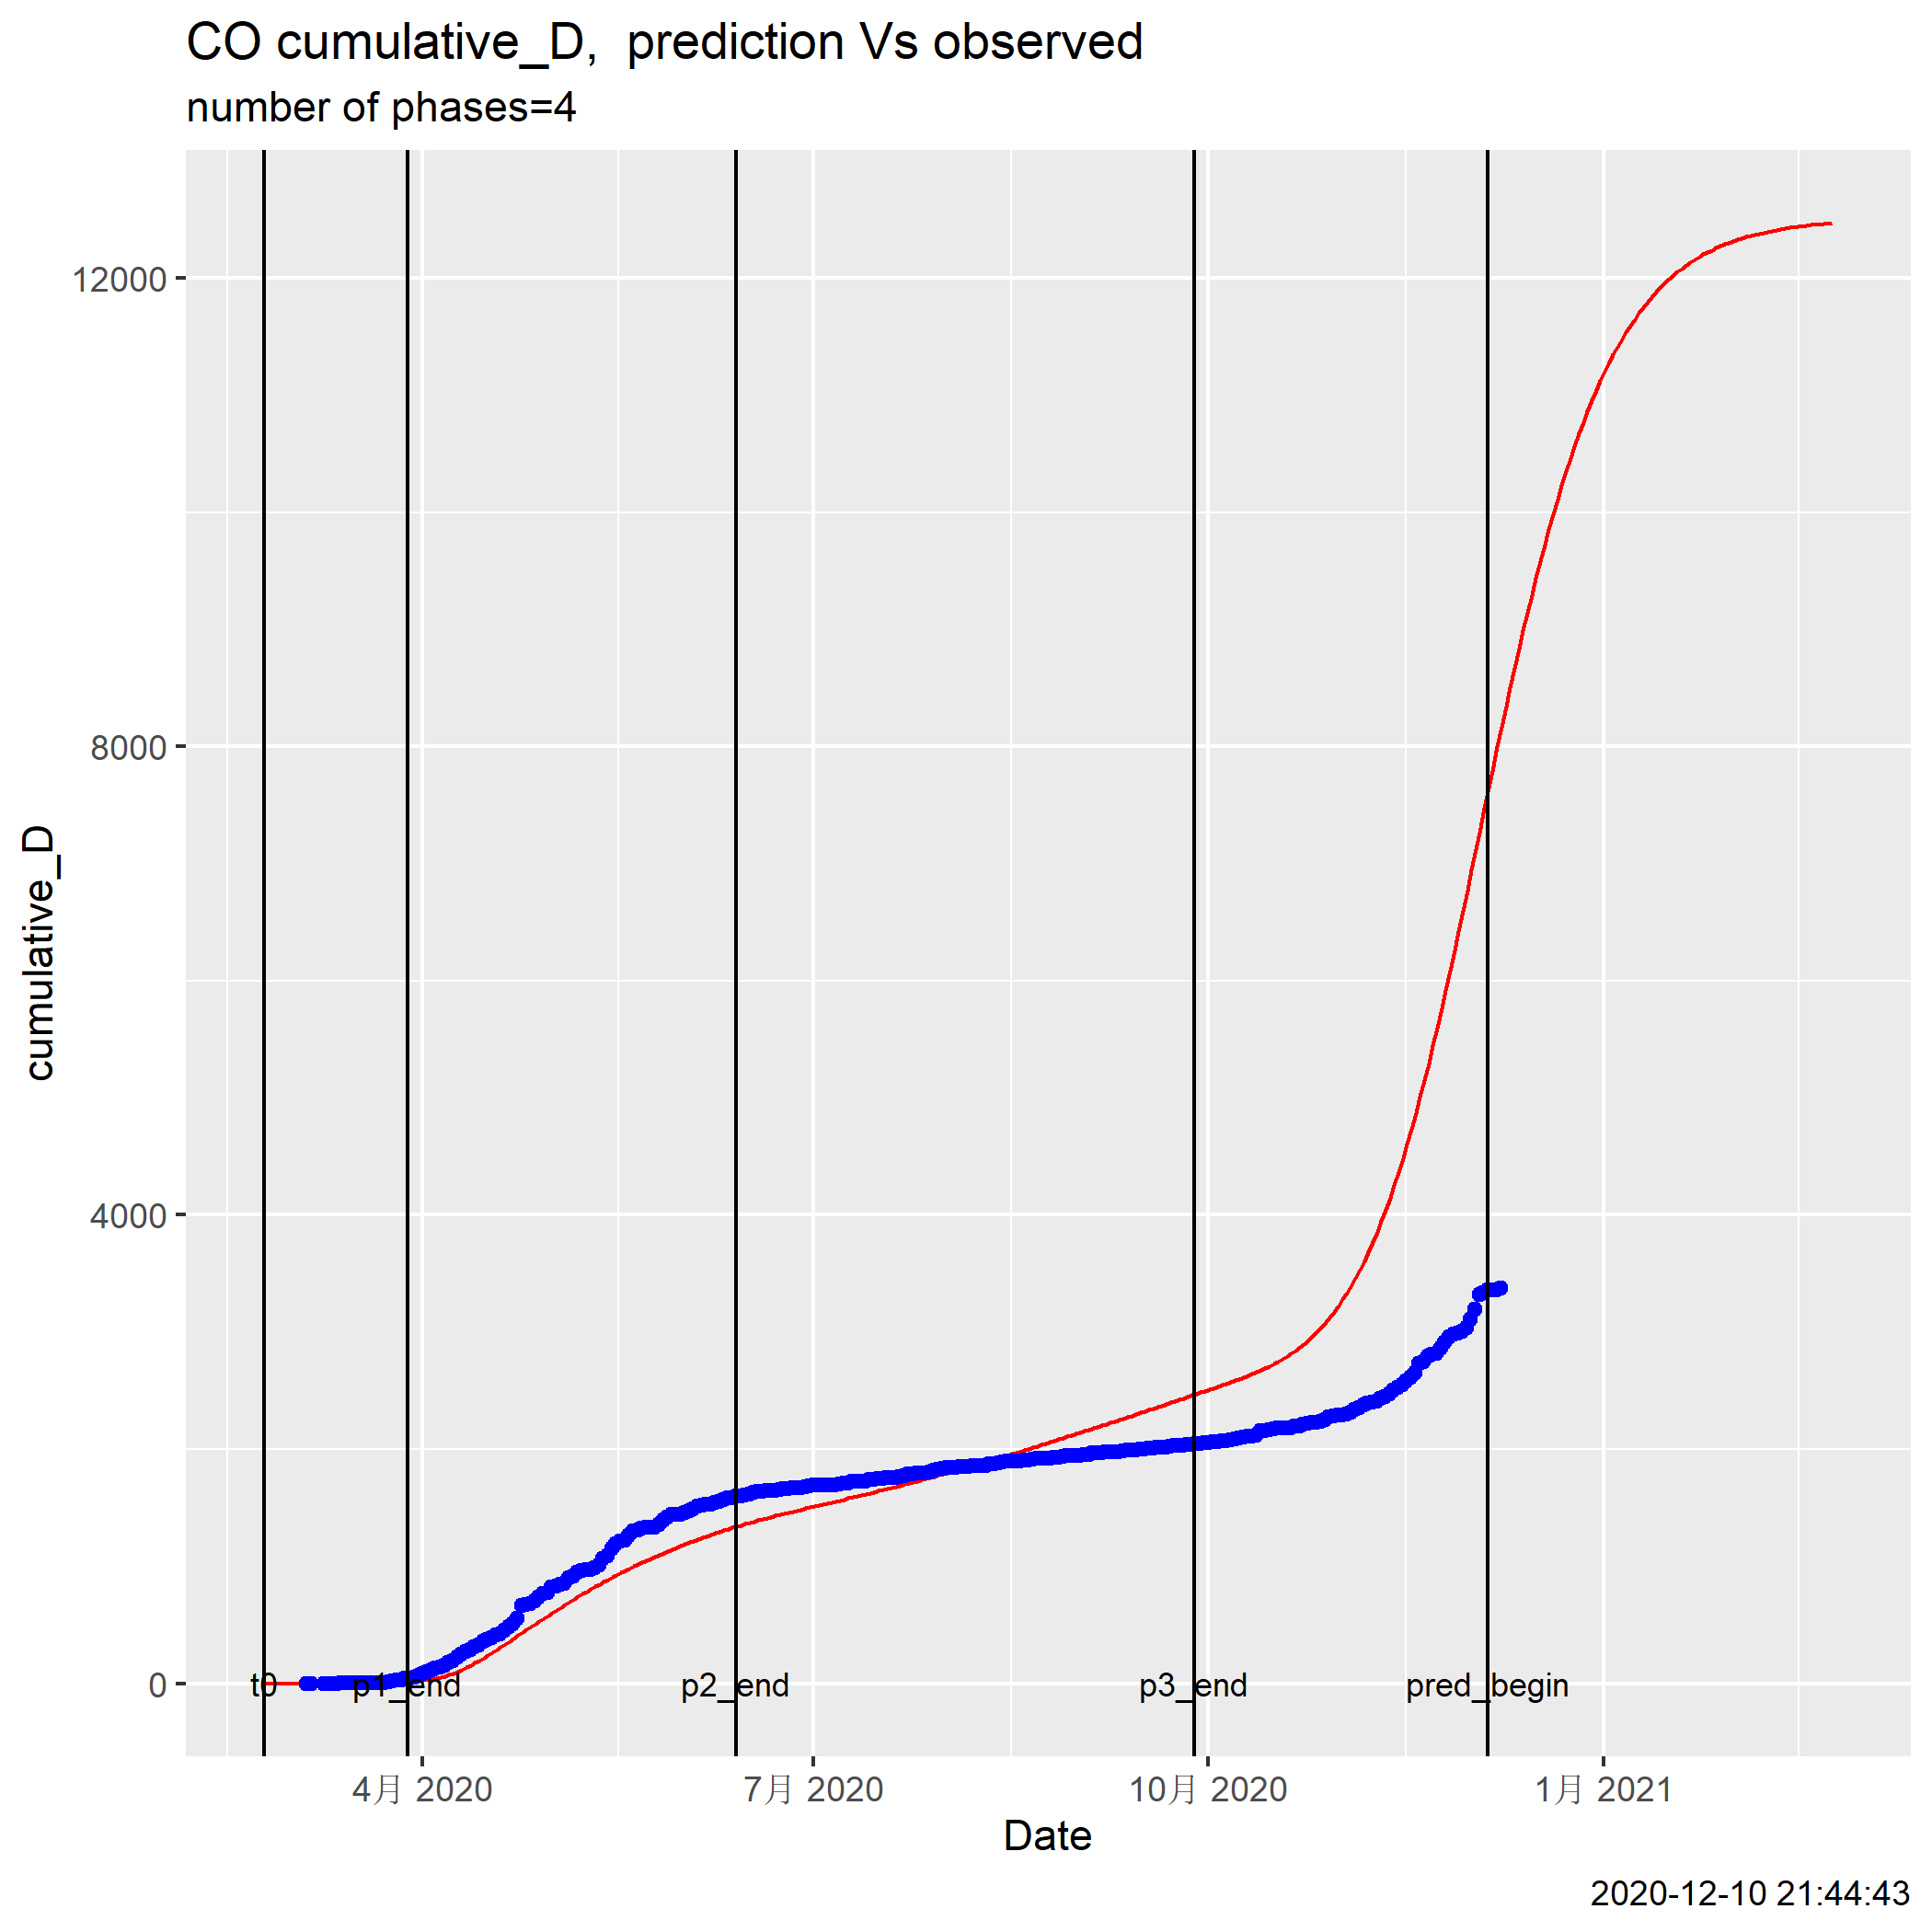 CO cumulative_D,  prediction Vs observed
number of phases=4
12000
8000
4000
0
cumulative_D
t0
p1_end
p2_end
p3_end
pred_begin
4月 2020
7月 2020
10月 2020
1月 2021
Date
2020-12-10 21:44:43